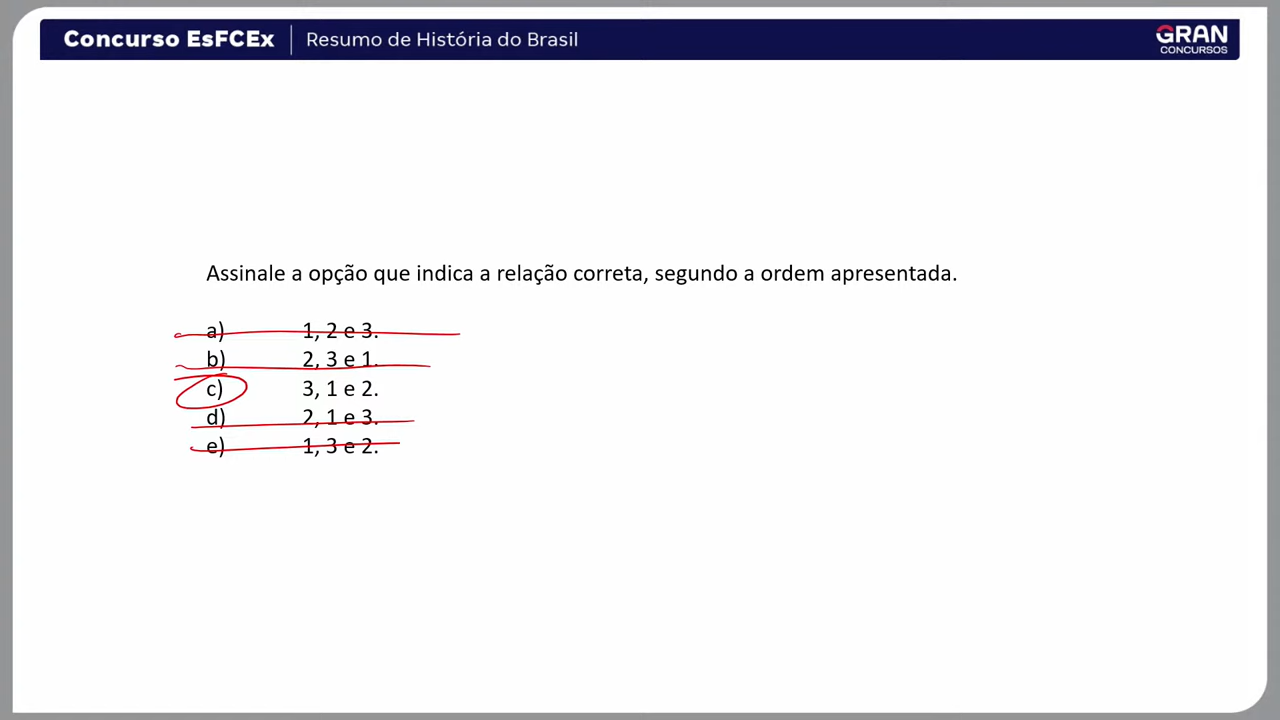 Concurso EsFCEx | Resumo de História do Brasil
GRAN
CONCURSOS
Assinale a opção que indica a relação correta, segundo a ordem apresentada.
a) 1, 2 e 3.
b) 2, 3 e 1.
c) 3, 1 e 2.
d) 2, 1 e 3.
e) 1, 3 e 2.